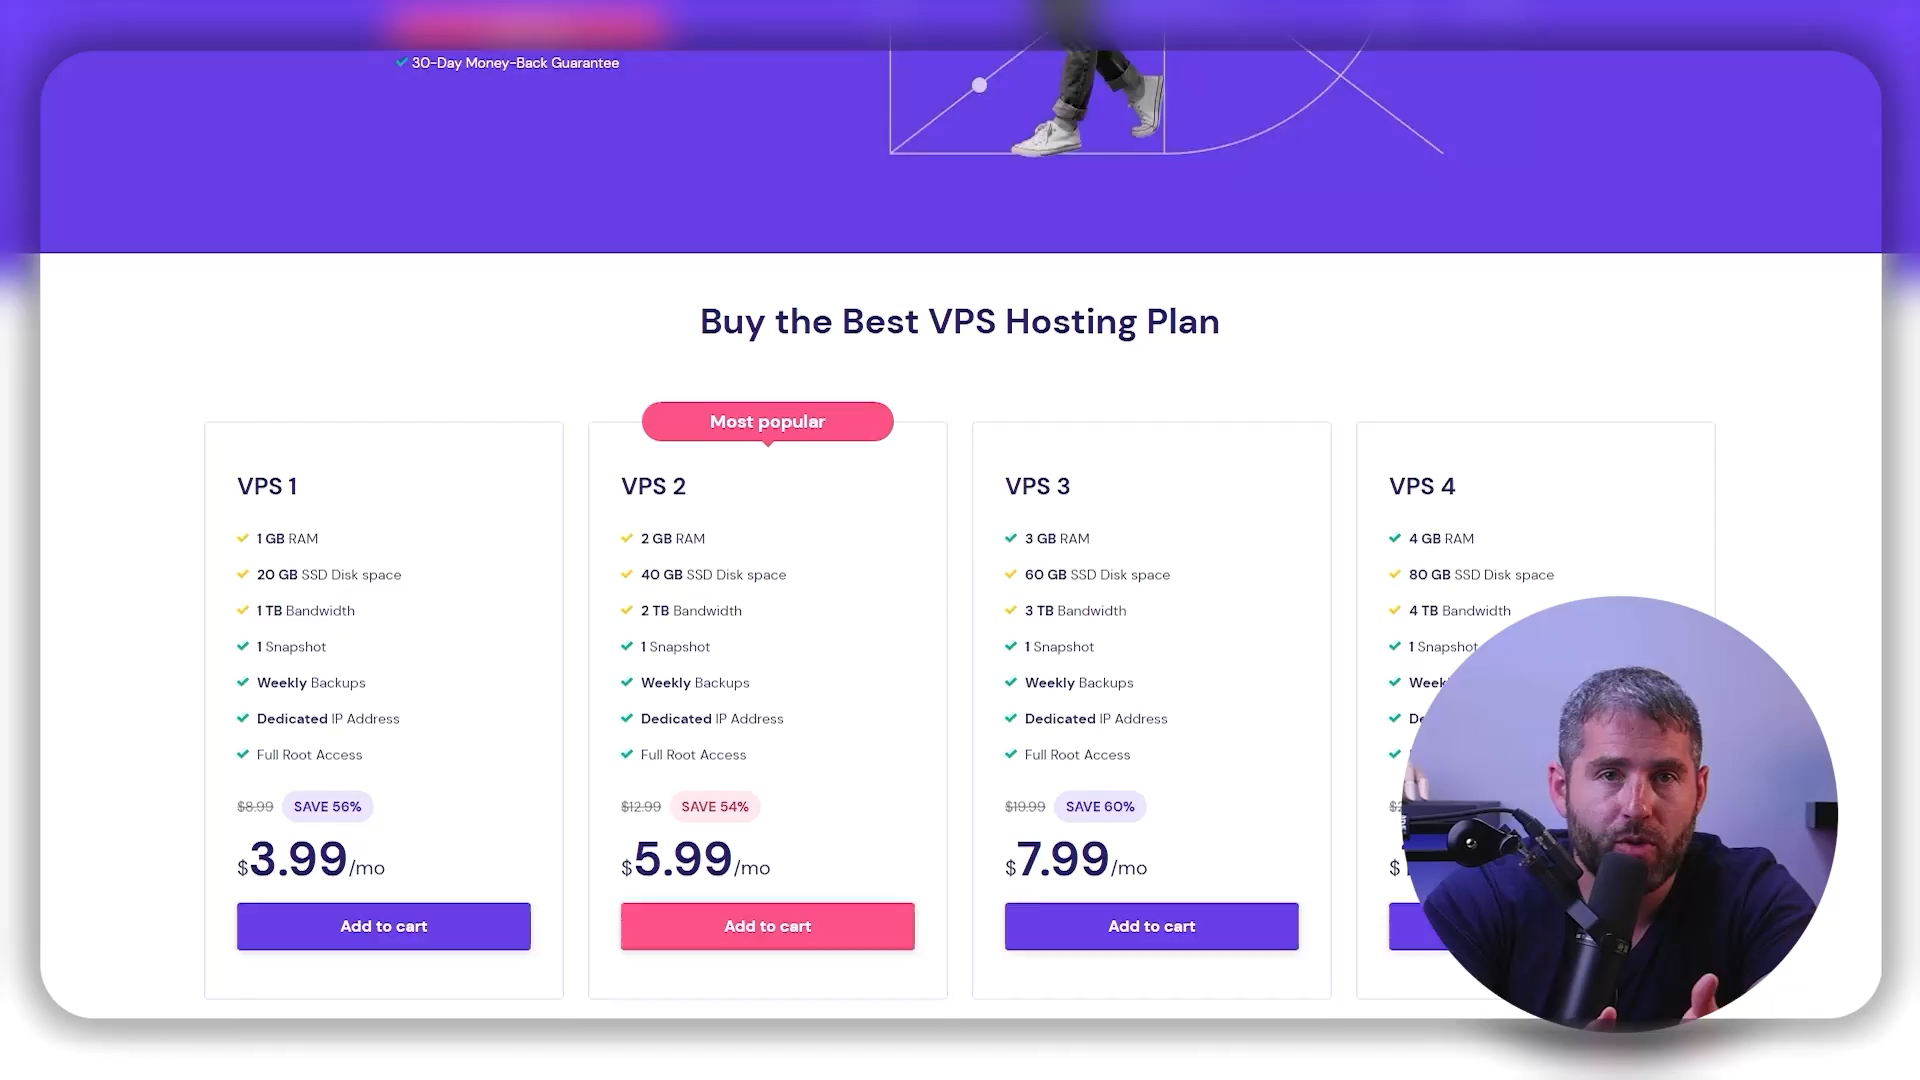 30-Day Money-Back Guarantee
Buy the Best VPS Hosting Plan
Most popular
VPS 1
1 GB RAM
20 GB SSD Disk space
1 TB Bandwidth
1 Snapshot
Weekly Backups
Dedicated IP Address
Full Root Access
$8.99 SAVE 56%
$3.99/mo
Add to cart
VPS 2
2 GB RAM
40 GB SSD Disk space
2 TB Bandwidth
1 Snapshot
Weekly Backups
Dedicated IP Address
Full Root Access
$12.99 SAVE 54%
$5.99/mo
Add to cart
VPS 3
3 GB RAM
60 GB SSD Disk space
3 TB Bandwidth
1 Snapshot
Weekly Backups
Dedicated IP Address
Full Root Access
$19.99 SAVE 60%
$7.99/mo
Add to cart
VPS 4
4 GB RAM
80 GB SSD Disk space
4 TB Bandwidth
1 Snapshot
$